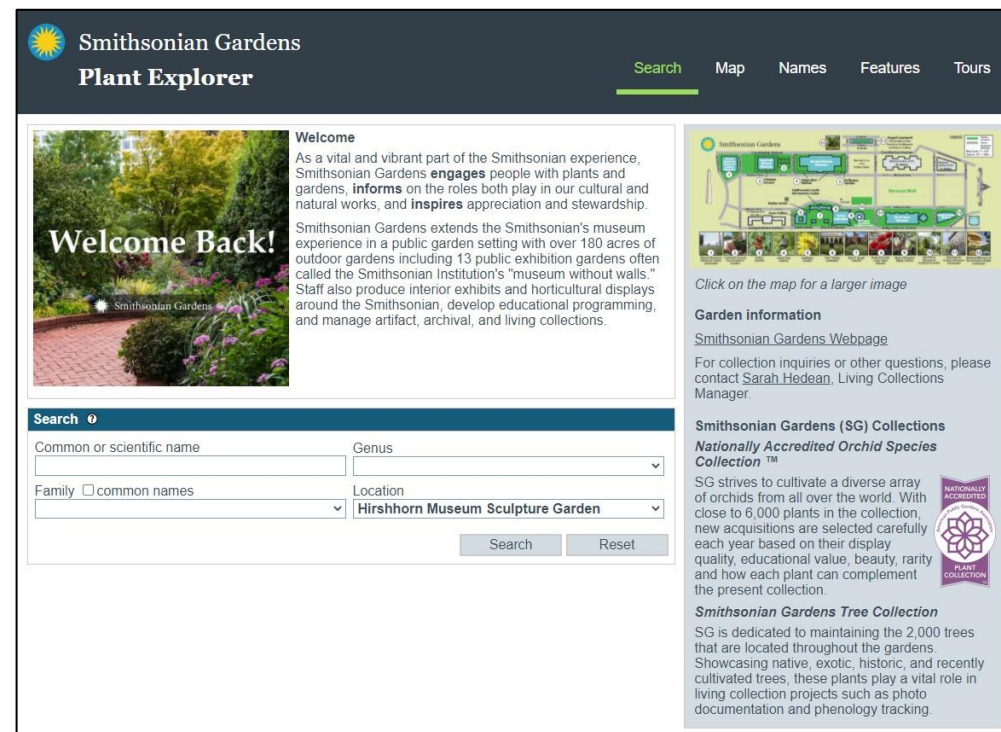 Smithsonian Gardens
Plant Explorer
Search Map Names Features Tours
Welcome Back!
Smithsonian Gardens
Welcome
As a vital and vibrant part of the Smithsonian experience,
Smithsonian Gardens engages people with plants and
gardens, informs on the roles both play in our cultural and
natural works, and inspires appreciation and stewardship.
Smithsonian Gardens extends the Smithsonian's museum
experience in a public garden setting with over 180 acres of
outdoor gardens including 13 public exhibition gardens often
called the Smithsonian Institution's "museum without walls."
Staff also produce interior exhibits and horticultural displays
around the Smithsonian, develop educational programming,
and manage artifact, archival, and living collections.
Search ?
Common or scientific name
Genus
Family common names
Location
Hirshhorn Museum Sculpture Garden
Search Reset
Smithsonian Gardens
National Mall
Click on the map for a larger image
Garden information
Smithsonian Gardens Webpage
For collection inquiries or other questions, please
contact Sarah Hedean, Living Collections
Manager.
Smithsonian Gardens (SG) Collections
Nationally Accredited Orchid Species
Collection ™
SG strives to cultivate a diverse array
of orchids from all over the world. With
close to 6,000 plants in the collection,
new acquisitions are selected carefully
each year based on their display
quality, educational value, beauty, rarity
and how each plant can complement
the present collection.
NATIONALLY
ACCREDITED
American Public Gardens Association
PLANT
COLLECTION
Smithsonian Gardens Tree Collection
SG is dedicated to maintaining the 2,000 trees
that are located throughout the gardens.
Showcasing native, exotic, historic, and recently
cultivated trees, these plants play a vital role in
living collection projects such as photo
documentation and phenology tracking.